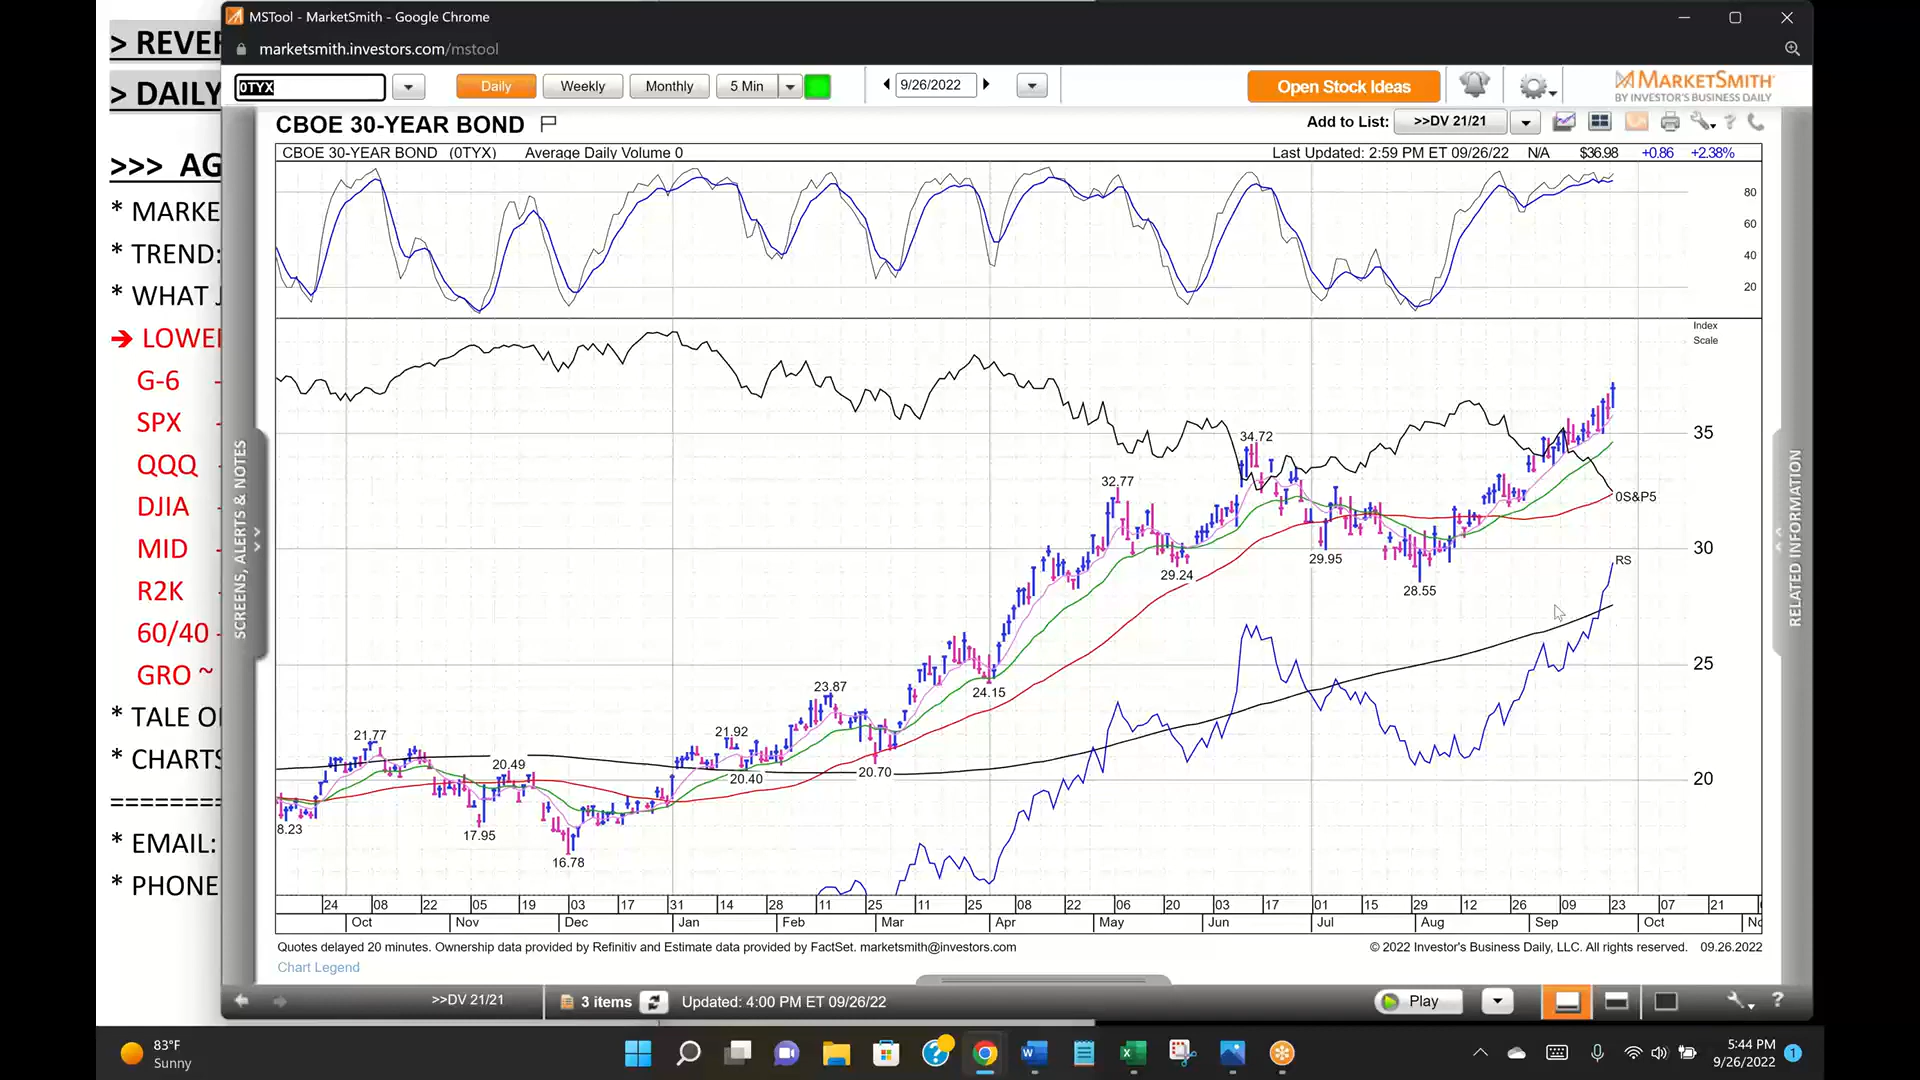 MSTool - MarketSmith - Google Chrome
marketsmith.investors.com/mstool
0TYX
Daily
Weekly
Monthly
5 Min
9/26/2022
Open Stock Ideas
MARKETSMITH
BY INVESTOR'S BUSINESS DAILY
CBOE 30-YEAR BOND
Add to List:
>>DV 21/21
?
CBOE 30-YEAR BOND (0TYX) Average Daily Volume 0
Last Updated: 2:59 PM ET 09/26/22 N/A $36.98 +0.86 +2.38%
80
60
40
20
Index
Scale
35
30
25
20
34.72
32.77
0S&P5
29.95
29.24
28.55
RS
23.87
24.15
21.77
21.92
20.49
20.40
20.70
8.23
17.95
16.78
24 08 22 05 19 03 17 31 14 28 11 25 11 25 08 22 06 20 03 17 01 15 29 12 26 09 23 07 21
Oct Nov Dec Jan Feb Mar Apr May Jun Jul Aug Sep Oct
Quotes delayed 20 minutes. Ownership data provided by Refinitiv and Estimate data provided by FactSet. marketsmith@investors.com
© 2022 Investor's Business Daily, LLC. All rights reserved. 09.26.2022
Chart Legend
SCREENS, ALERTS & NOTES
RELATED INFORMATION
>>DV 21/21
3 items
Updated: 4:00 PM ET 09/26/22
Play
?
> REVER
> DAILY
>>> AG
* MARKE
* TREND:
* WHAT
➔ LOWE
G-6 -
SPX -
QQQ -
DJIA -
MID -
R2K -
60/40 -
GRO ~
* TALE O
* CHARTS
========
* EMAIL:
* PHONE
83°F
Sunny
5:44 PM
9/26/2022
1